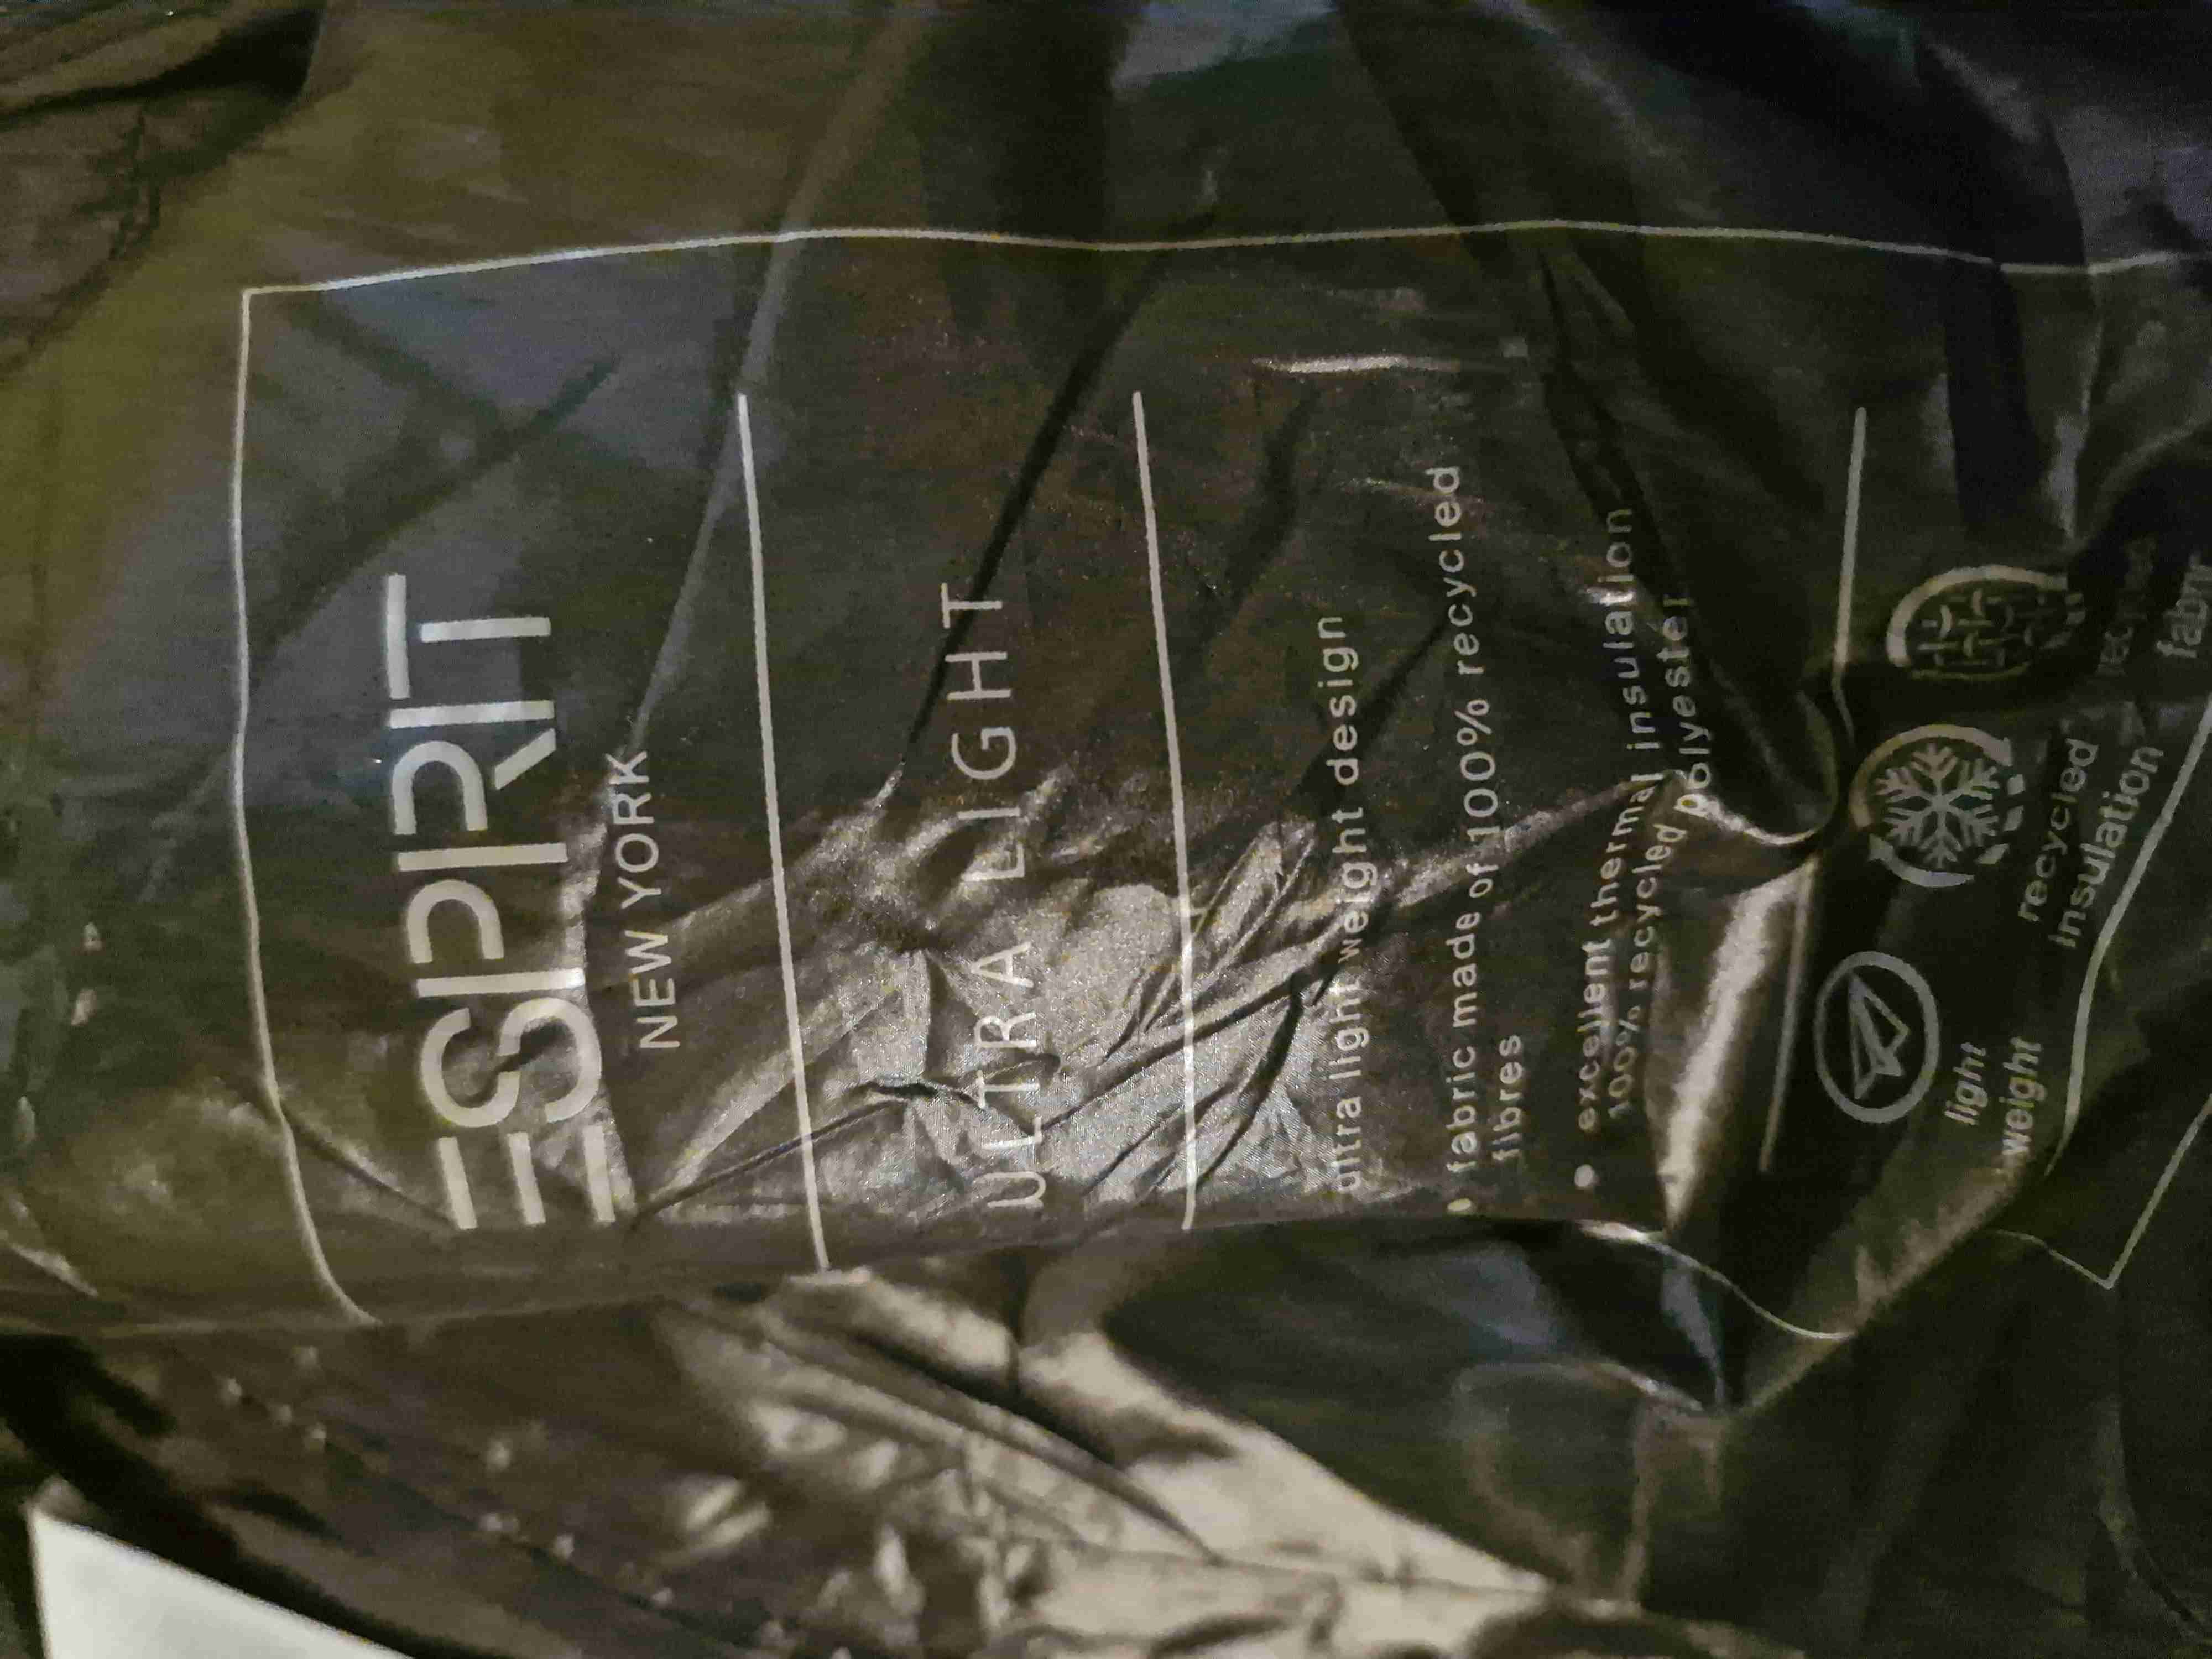 ESPRIT
NEW YORK
ULTRA LIGHT
ultra light weight design
• fabric made of 100% recycled
fibres
• excellent thermal insulation
100% recycled polyester
light
weight
recycled
insulation
fabric